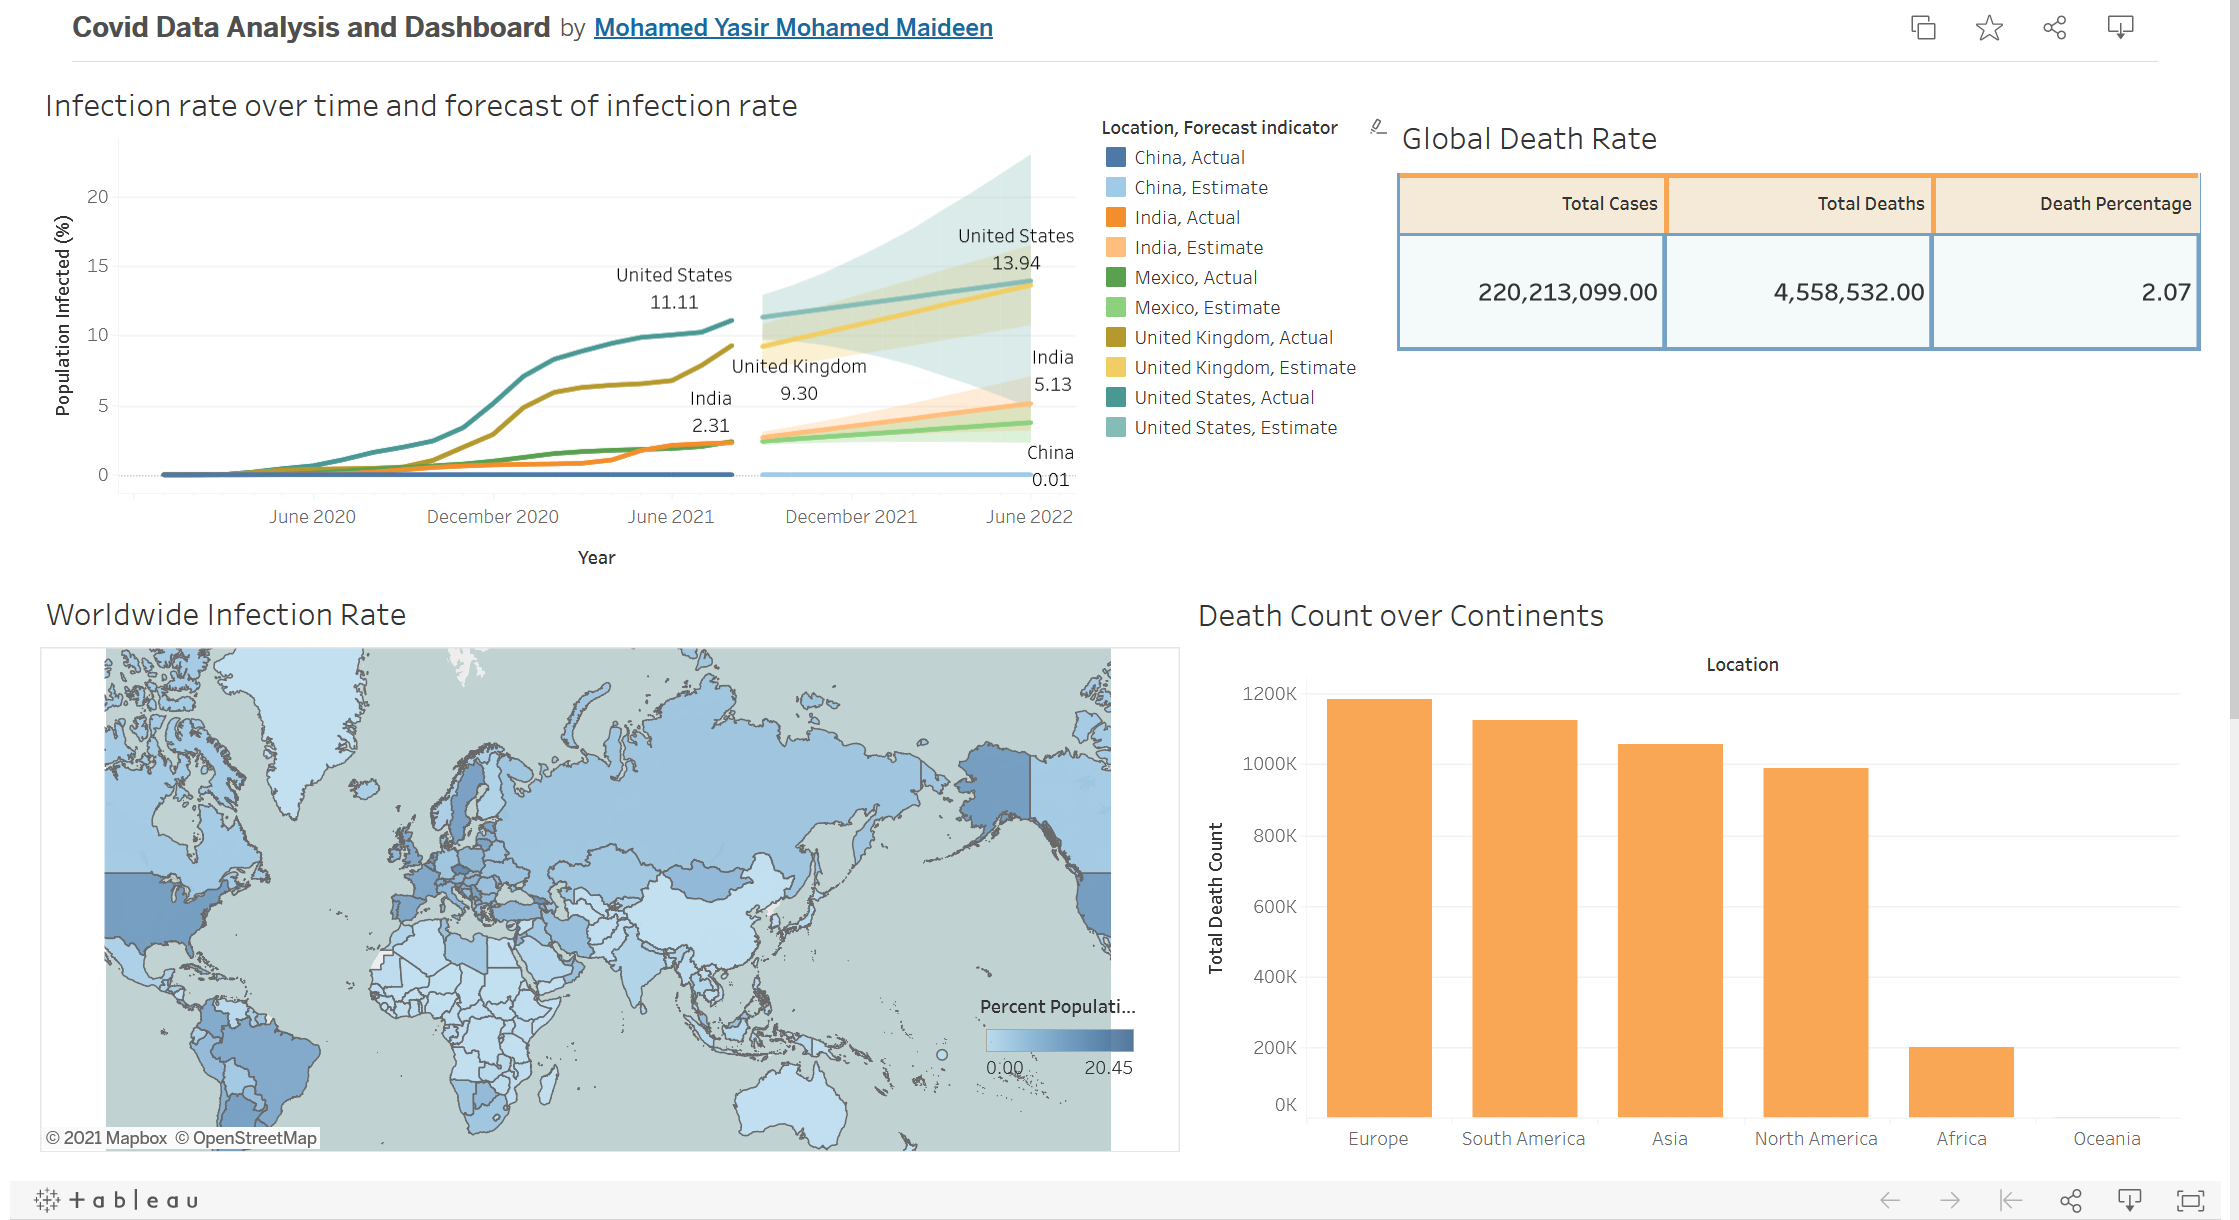 Covid Data Analysis and Dashboard by Mohamed Yasir Mohamed Maideen
Infection rate over time and forecast of infection rate
Population Infected (%)
20
15
10
5
0
United States
11.11
United Kingdom
9.30
India
2.31
United States
13.94
India
5.13
China
0.01
June 2020
December 2020
June 2021
December 2021
June 2022
Year
Location, Forecast indicator
China, Actual
China, Estimate
India, Actual
India, Estimate
Mexico, Actual
Mexico, Estimate
United Kingdom, Actual
United Kingdom, Estimate
United States, Actual
United States, Estimate
Global Death Rate
Total Cases Total Deaths Death Percentage
220,213,099.00 4,558,532.00 2.07
Worldwide Infection Rate
Percent Populati...
0.00 20.45
© 2021 Mapbox © OpenStreetMap
Death Count over Continents
Location
Total Death Count
1200K
1000K
800K
600K
400K
200K
0K
Europe
South America
Asia
North America
Africa
Oceania
+ableau